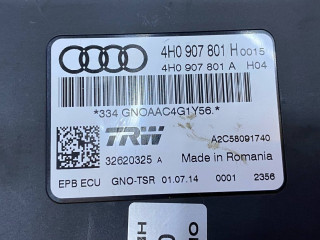 4H0 907 801 H 0015
4H0 907 801 A H04
*334 GNOAAC4G1Y56.*
TRW
A2C58091740
32620325 A
Made in Romania
EPB ECU GNO-TSR 01.07.14 0001 2356